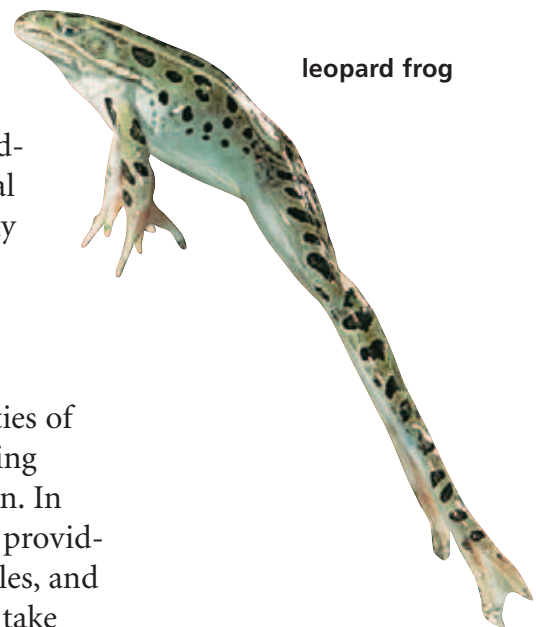 leopard frog
d-
al
y
ties of
ing
n. In
provid-
les, and
take